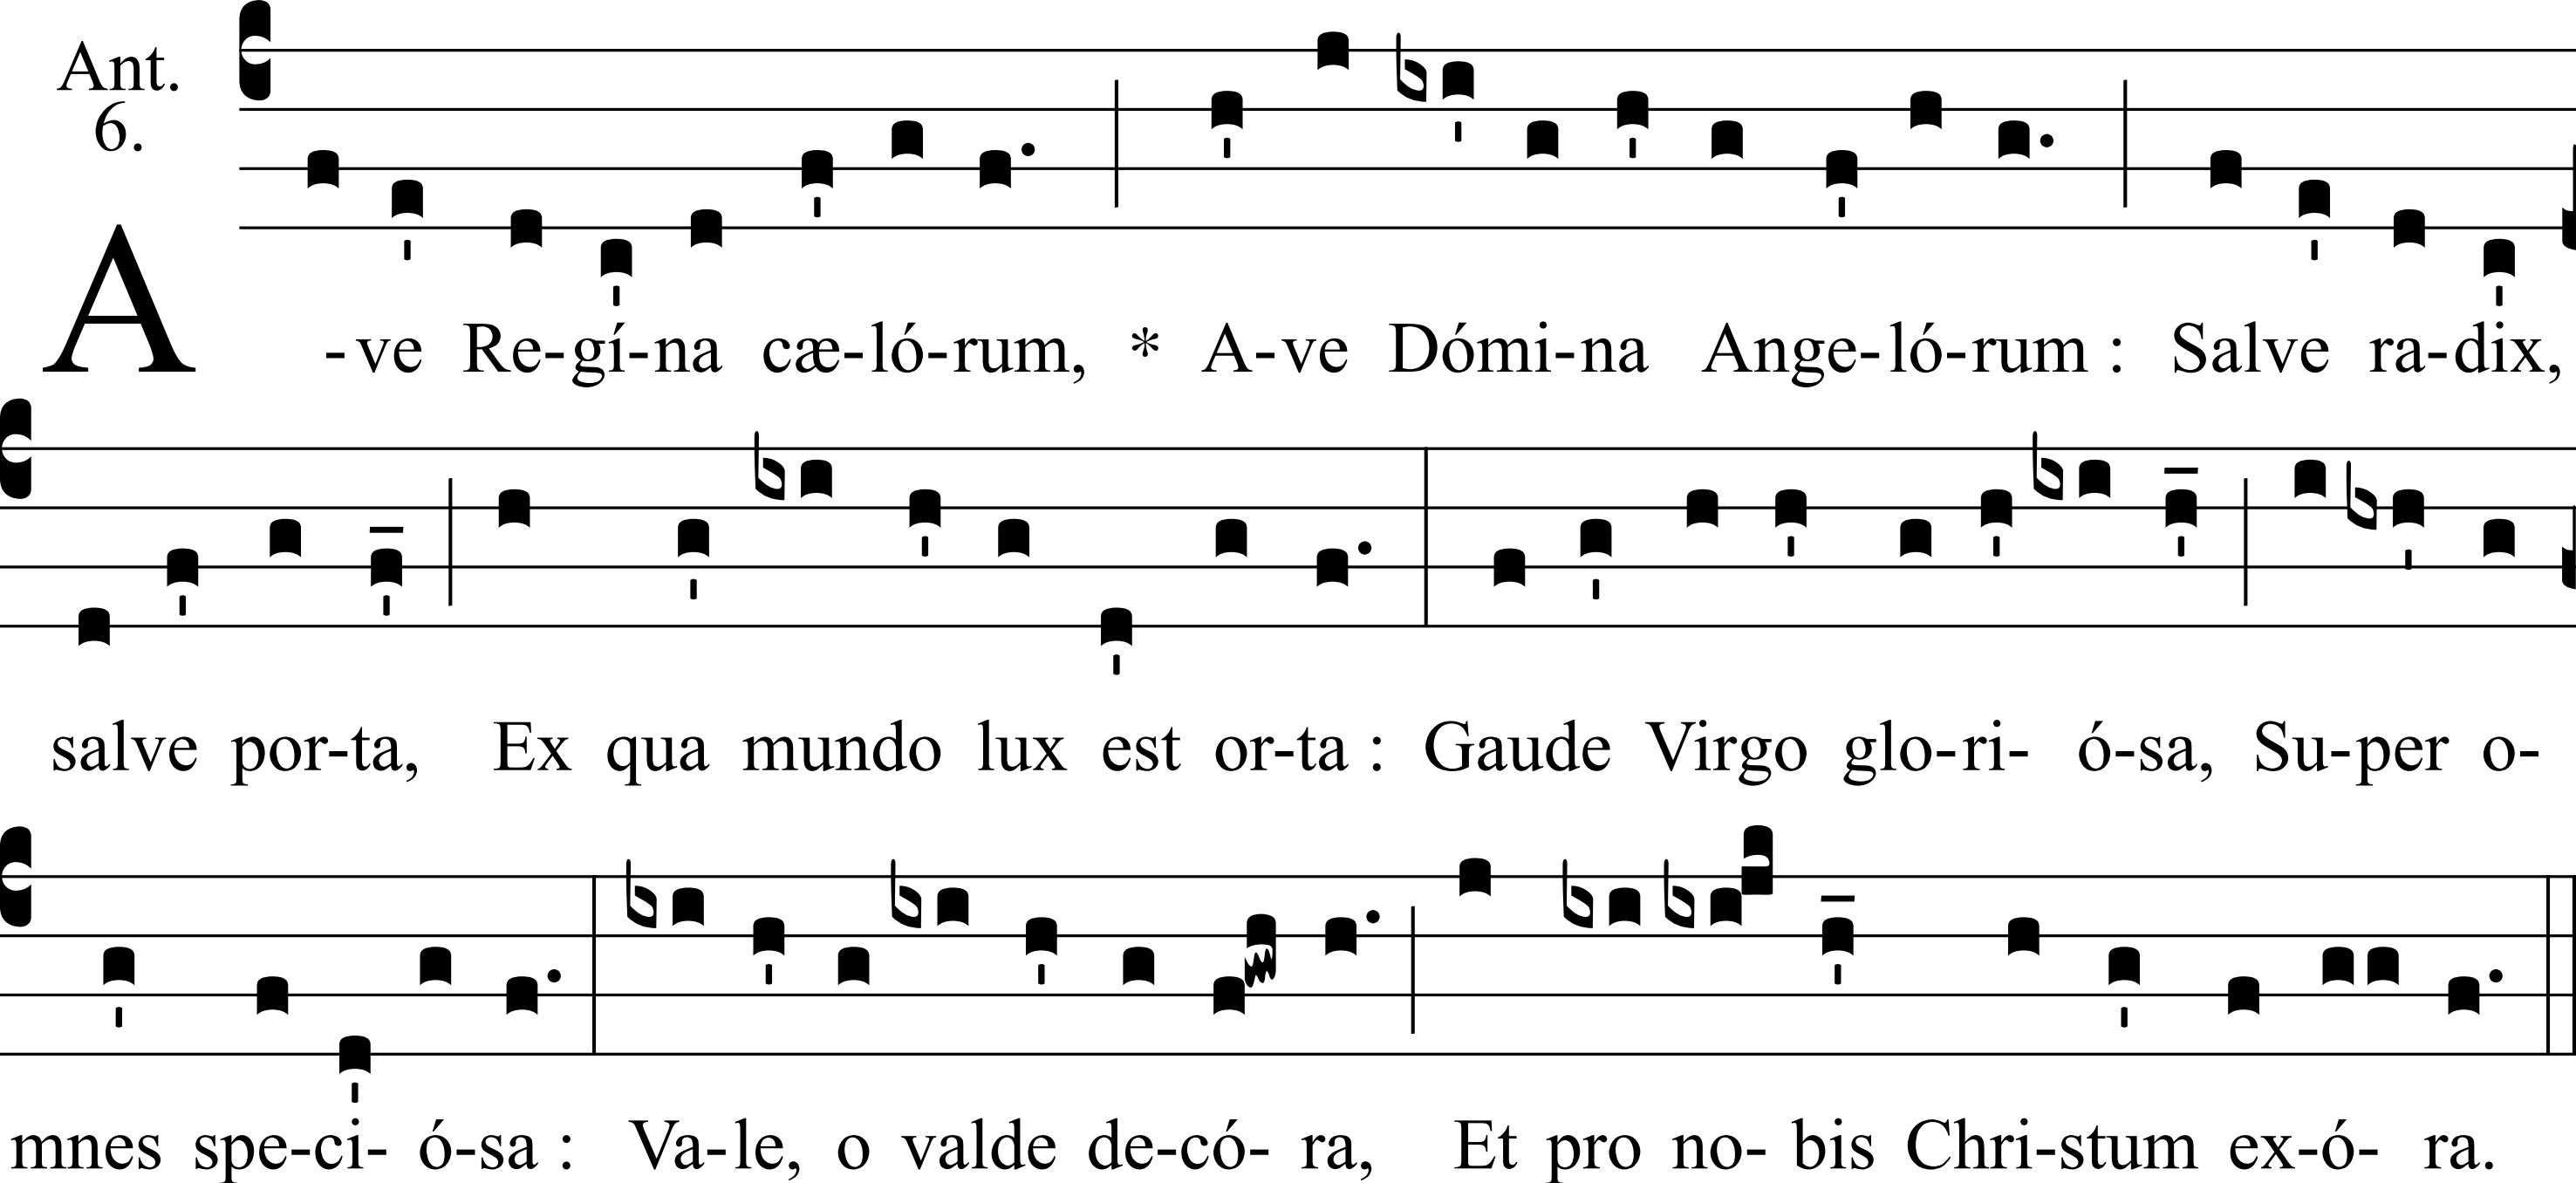 Ant.
6.
A-ve Re-gí-na cæ-ló-rum, * A-ve Dómi-na Ange-ló-rum : Salve ra-dix,
salve por-ta, Ex qua mundo lux est or-ta : Gaude Virgo glo-ri- ó-sa, Su-per o-
mnes spe-ci- ó-sa : Va-le, o valde de-có- ra, Et pro no- bis Chri-stum ex-ó- ra.